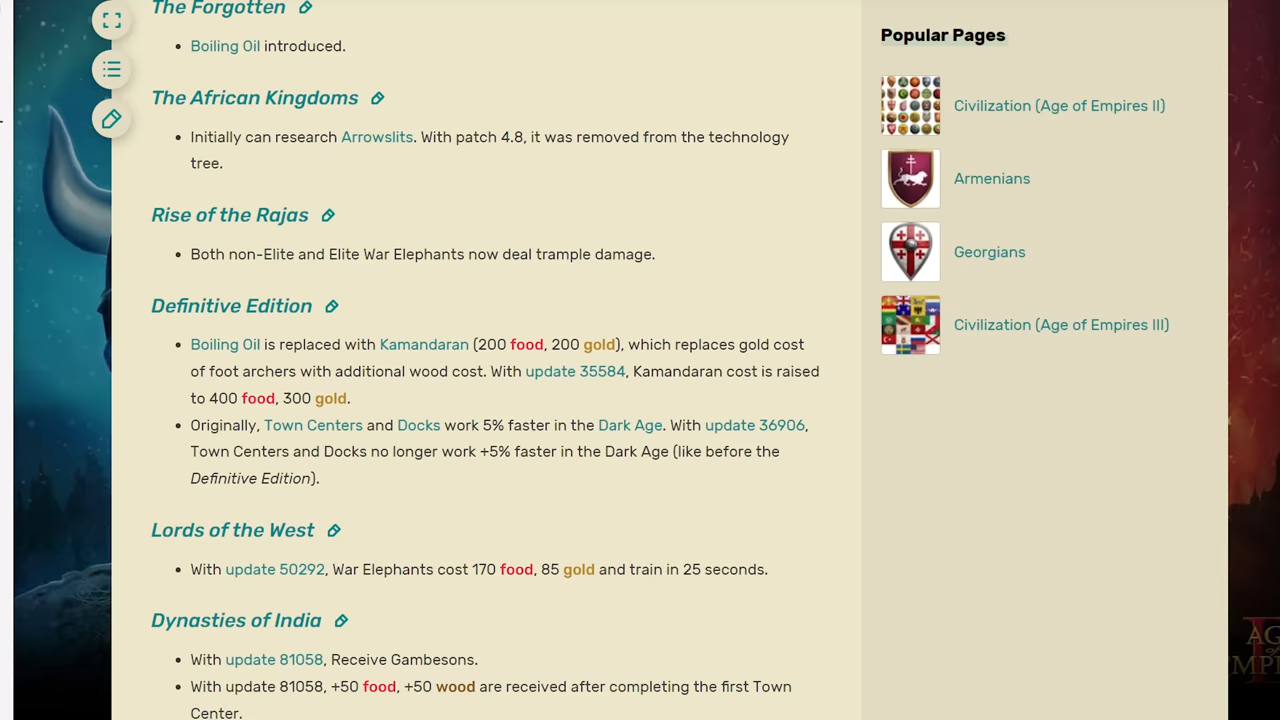 The Forgotten
Boiling Oil introduced.
The African Kingdoms
Initially can research Arrowslits. With patch 4.8, it was removed from the technology
tree.
Rise of the Rajas
Both non-Elite and Elite War Elephants now deal trample damage.
Definitive Edition
Boiling Oil is replaced with Kamandaran (200 food, 200 gold), which replaces gold cost
of foot archers with additional wood cost. With update 35584, Kamandaran cost is raised
to 400 food, 300 gold.
Originally, Town Centers and Docks work 5% faster in the Dark Age. With update 36906,
Town Centers and Docks no longer work +5% faster in the Dark Age (like before the
Definitive Edition).
Lords of the West
With update 50292, War Elephants cost 170 food, 85 gold and train in 25 seconds.
Dynasties of India
With update 81058, Receive Gambesons.
With update 81058, +50 food, +50 wood are received after completing the first Town
Center.
Popular Pages
Civilization (Age of Empires II)
Armenians
Georgians
Civilization (Age of Empires III)